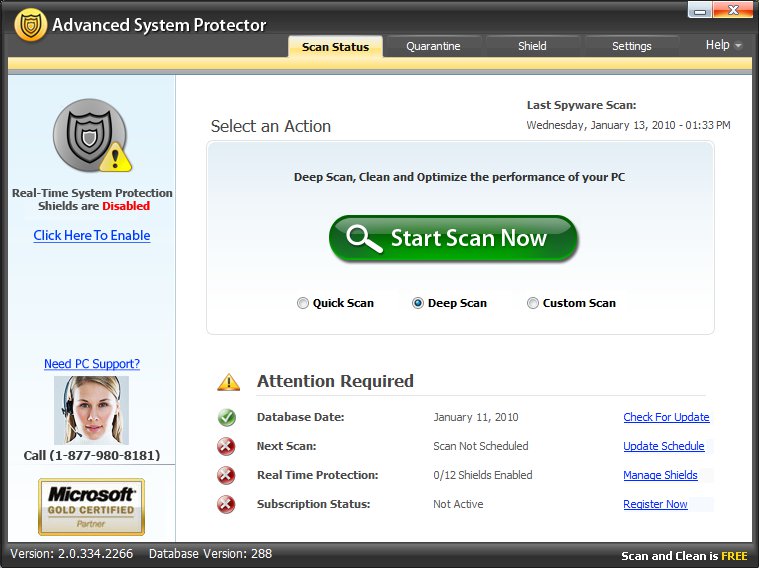 Advanced System Protector
Scan Status
Quarantine
Shield
Settings
Help
Real-Time System Protection
Shields are Disabled
Click Here To Enable
Need PC Support?
Call (1-877-980-8181)
Microsoft
GOLD CERTIFIED
Partner
Last Spyware Scan:
Wednesday, January 13, 2010 - 01:33 PM
Select an Action
Deep Scan, Clean and Optimize the performance of your PC
Start Scan Now
Quick Scan
Deep Scan
Custom Scan
Attention Required
Database Date: January 11, 2010 Check For Update
Next Scan: Scan Not Scheduled Update Schedule
Real Time Protection: 0/12 Shields Enabled Manage Shields
Subscription Status: Not Active Register Now
Version: 2.0.334.2266 Database Version: 288
Scan and Clean is FREE